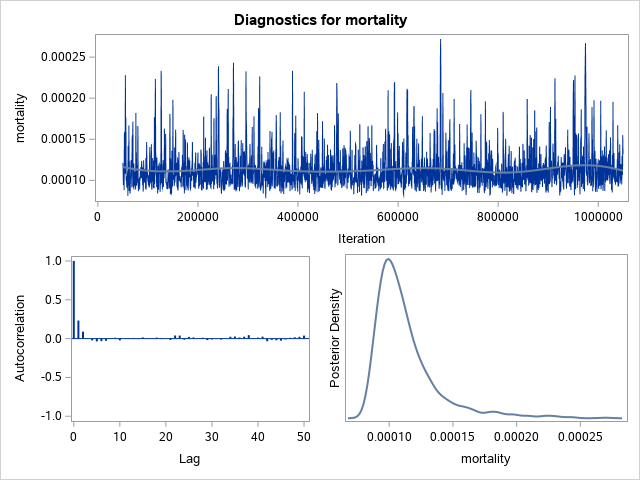 Diagnostics for mortality
mortality
0.00025
0.00020
0.00015
0.00010
0 200000 400000 600000 800000 1000000
Iteration
Autocorrelation
1.0
0.5
0.0
-0.5
-1.0
0 10 20 30 40 50
Lag
Posterior Density
0.00010 0.00015 0.00020 0.00025
mortality